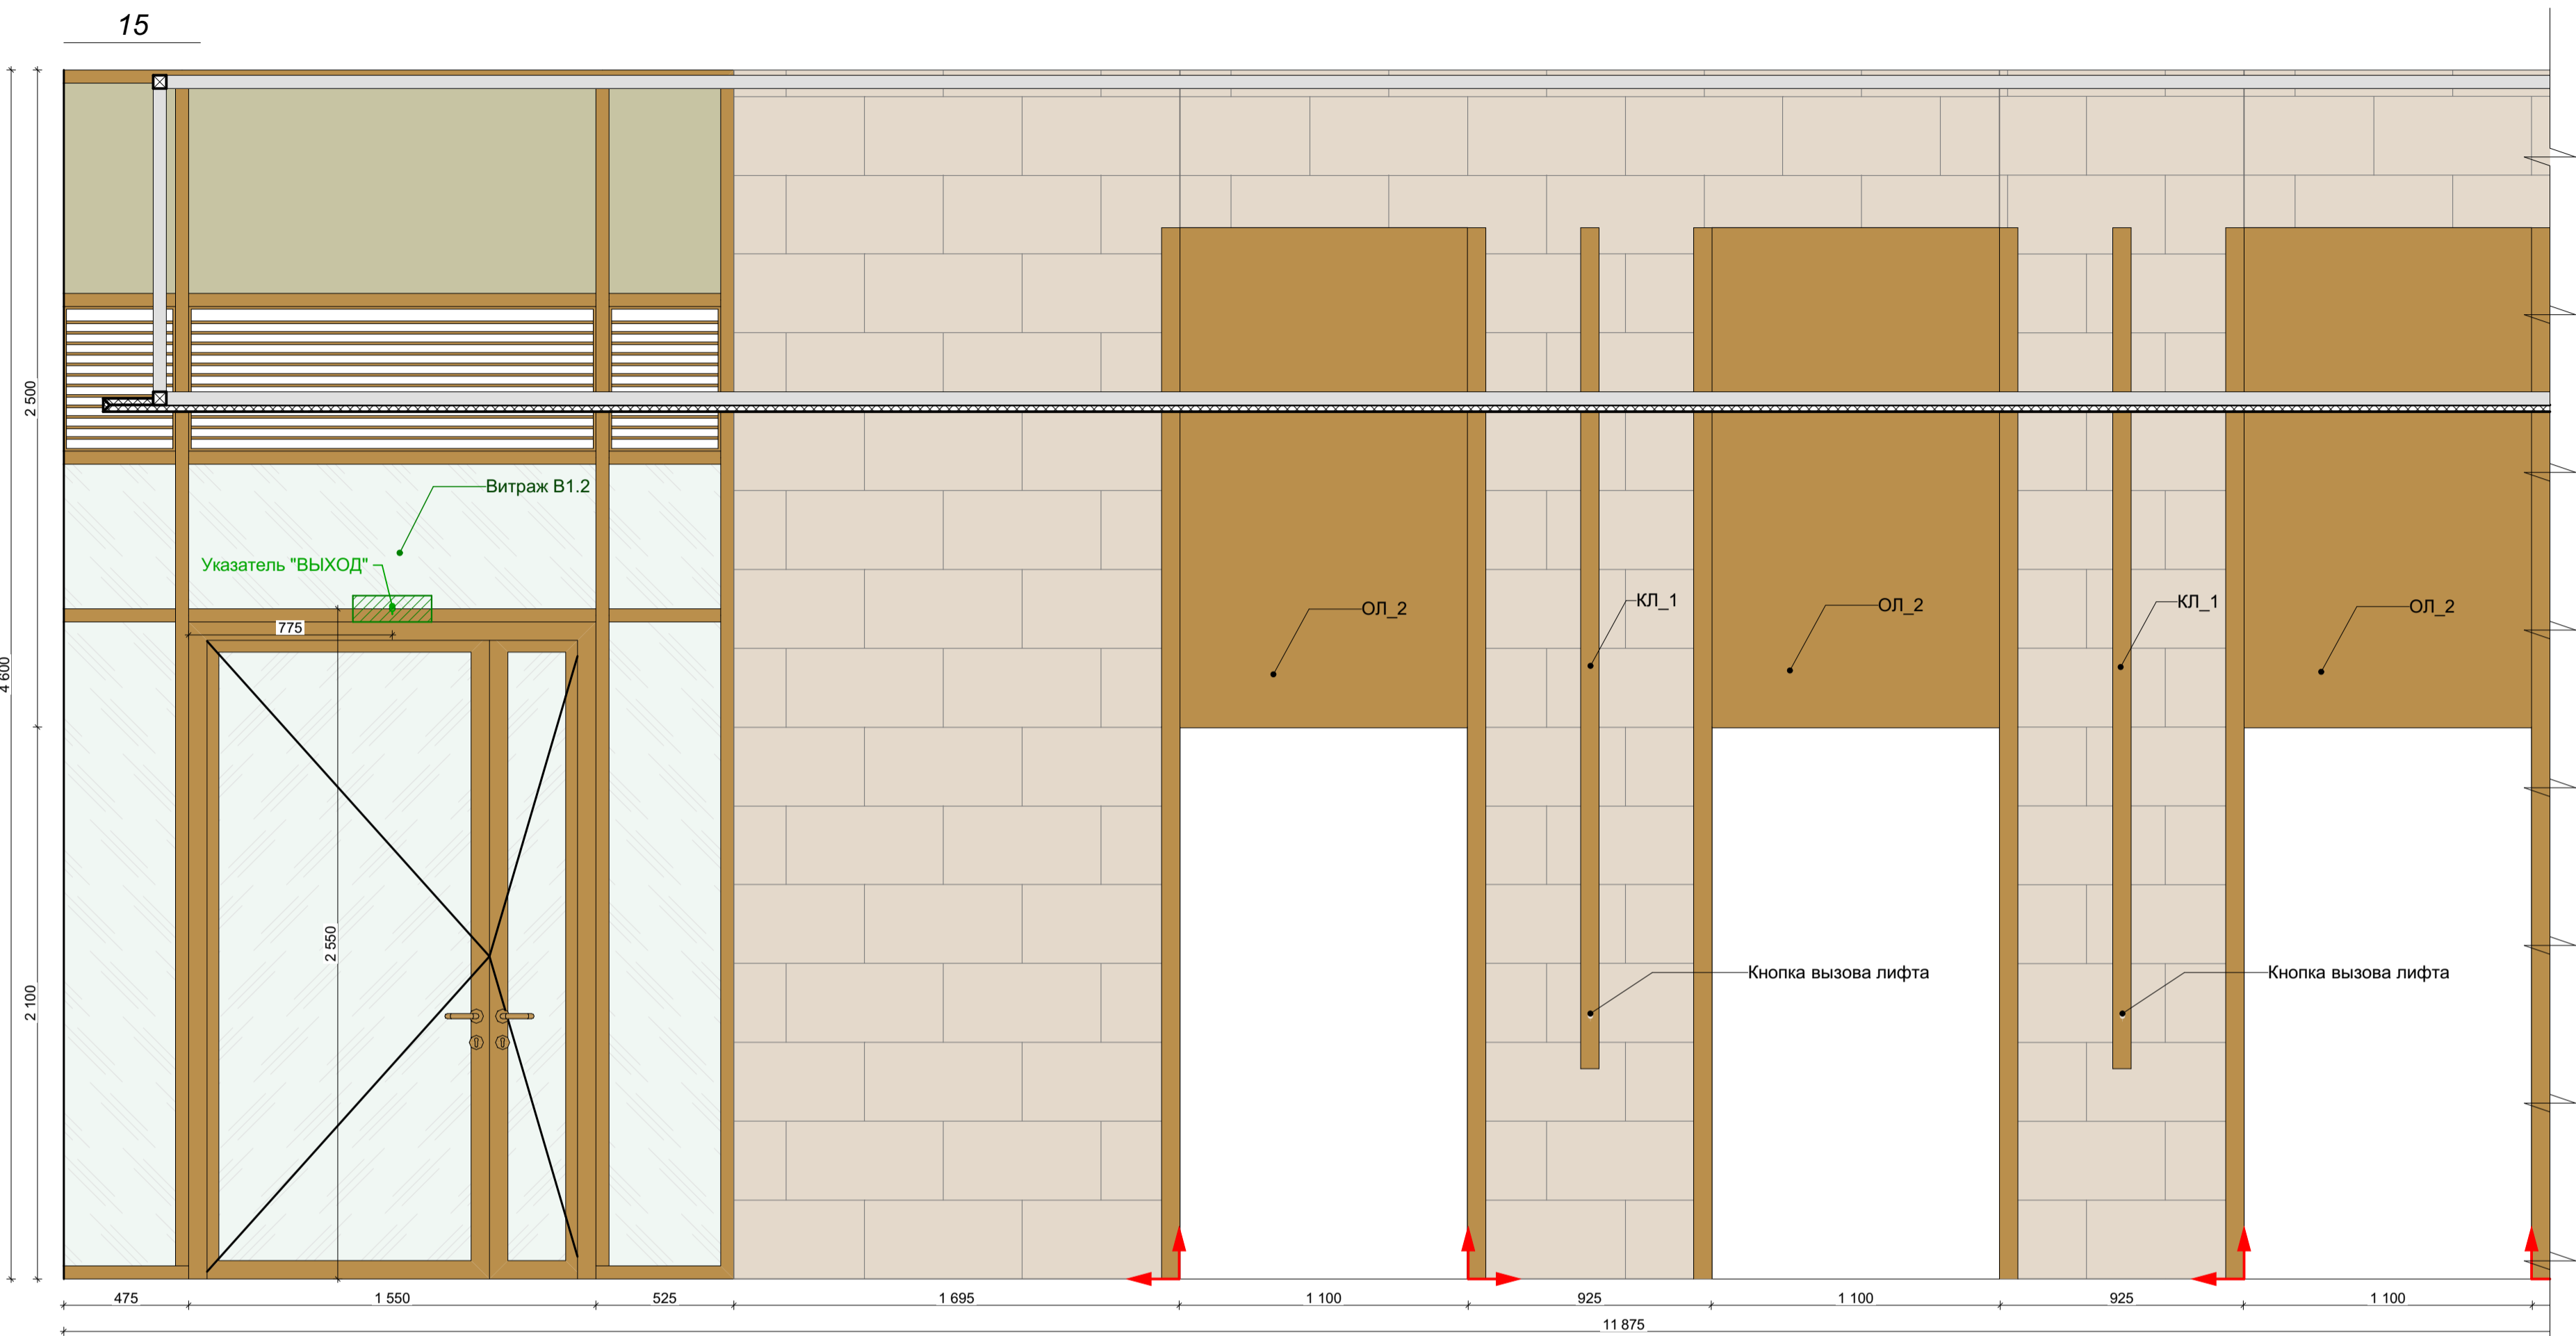 15
Витраж В1.2
Указатель "ВЫХОД"
775
2 500
4 600
2 550
2 100
ОЛ_2
КЛ_1
ОЛ_2
КЛ_1
ОЛ_2
Кнопка вызова лифта
Кнопка вызова лифта
475
1 550
525
1 695
1 100
925
1 100
925
1 100
11 875